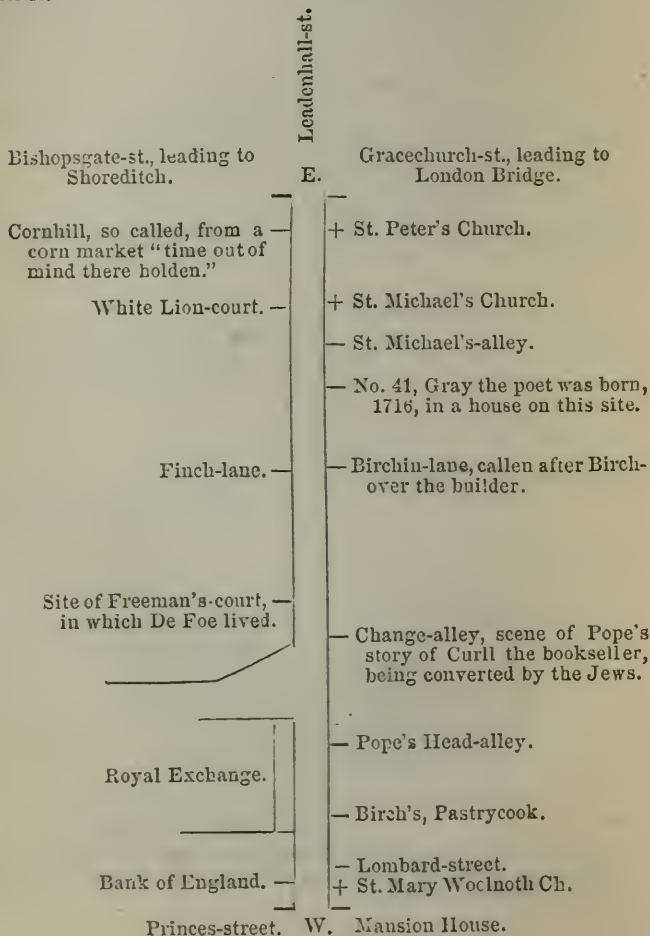 Leadenhall-st.
Bishopsgate-st., leading to
Shoreditch.
E.
Gracechurch-st., leading to
London Bridge.
Cornhill, so called, from a
corn market "time out of
mind there holden."
+ St. Peter's Church.
White Lion-court. —
+ St. Michael's Church.
— St. Michael's-alley.
— No. 41, Gray the poet was born,
1716, in a house on this site.
Finch-lane. —
— Birchin-lane, callen after Birch-
over the builder.
Site of Freeman's-court, —
in which De Foe lived.
— Change-alley, scene of Pope's
story of Curll the bookseller,
being converted by the Jews.
— Pope's Head-alley.
Royal Exchange.
— Birch's, Pastrycook.
— Lombard-street.
Bank of England. —
+ St. Mary Woolnoth Ch.
Princes-street. W. Mansion House.